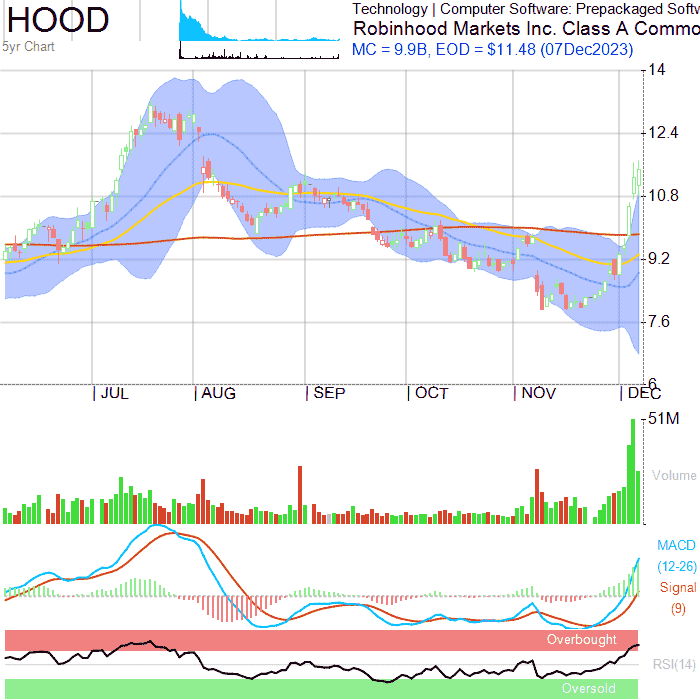 HOOD
5yr Chart
Technology | Computer Software: Prepackaged Softw
Robinhood Markets Inc. Class A Commo
MC = 9.9B, EOD = $11.48 (07Dec2023)
14
12.4
10.8
9.2
7.6
6
JUL AUG SEP OCT NOV DEC
51M
Volume
MACD
(12-26)
Signal
(9)
Overbought
RSI(14)
Oversold